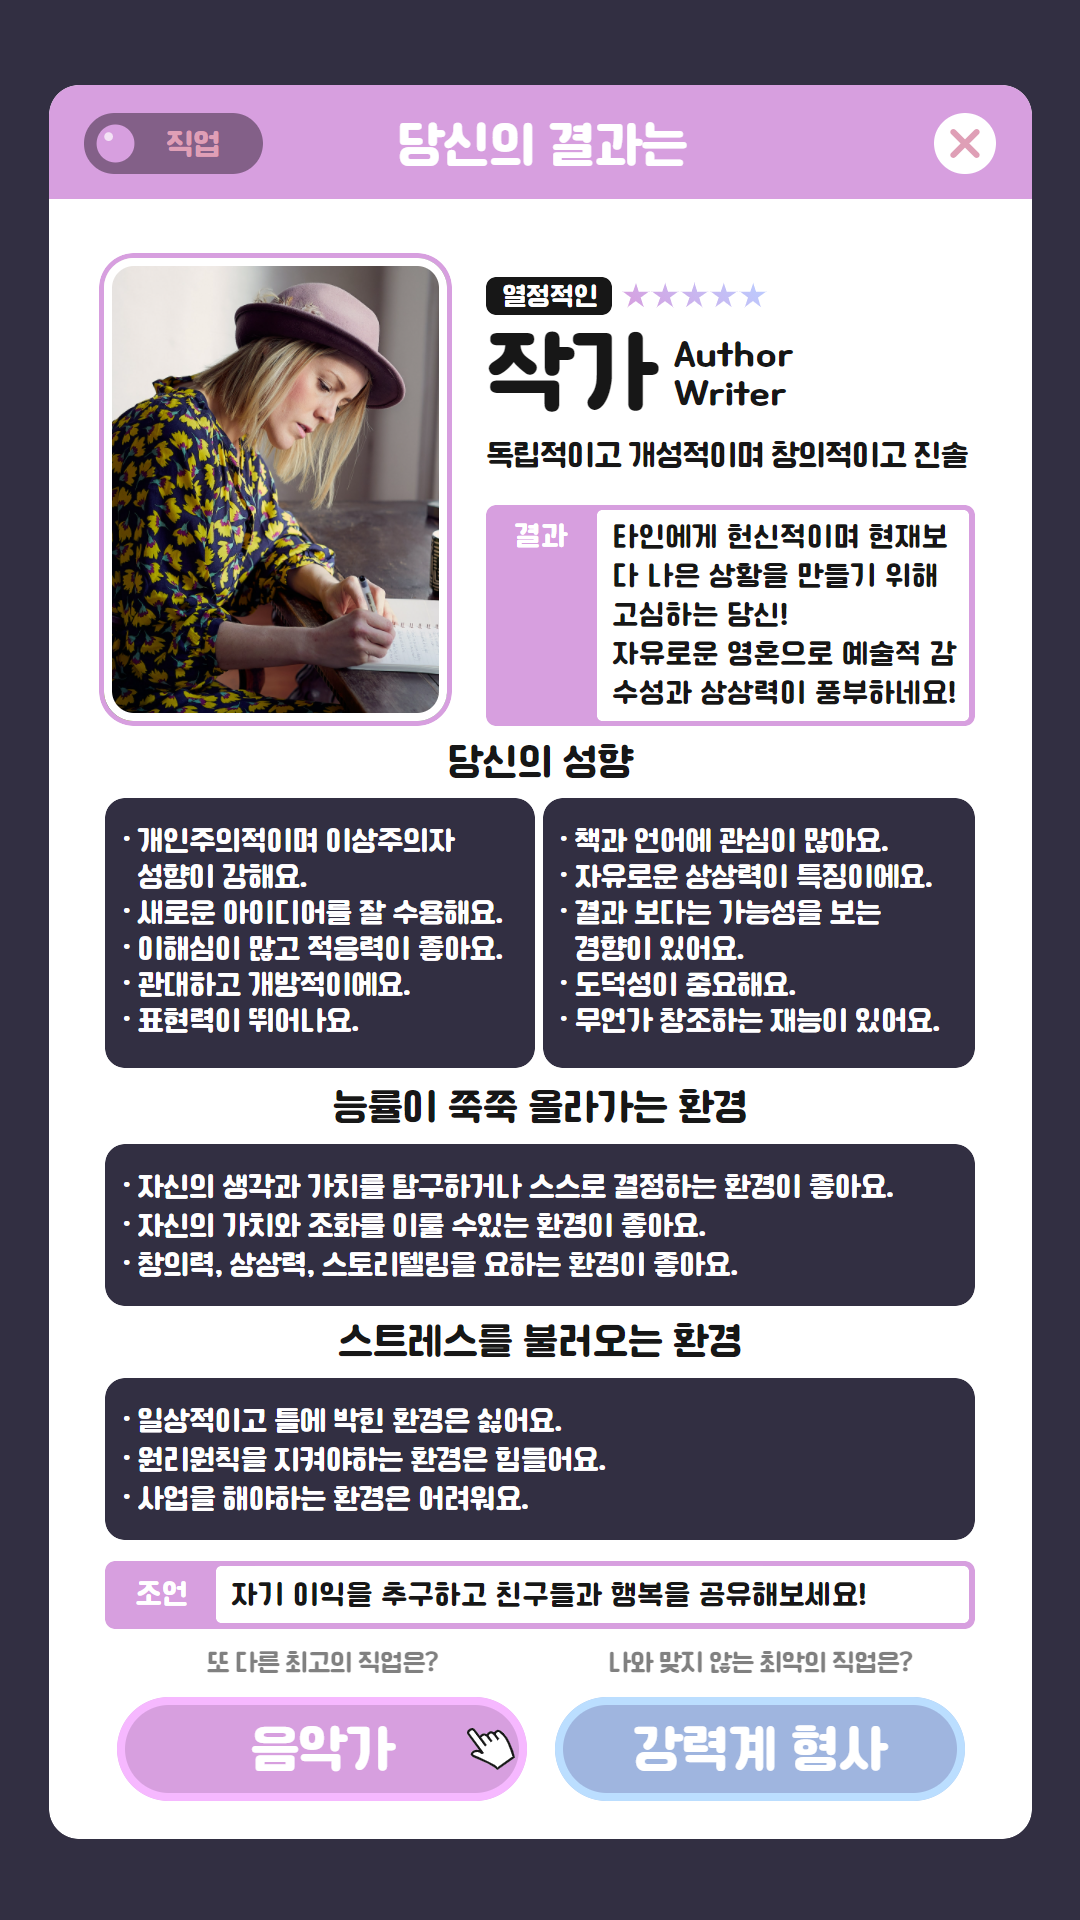 직업
당신의 결과는
열정적인
작가
Author
Writer
독립적이고 개성적이며 창의적이고 진솔
결과
타인에게 헌신적이며 현재보
다 나은 상황을 만들기 위해
고심하는 당신!
자유로운 영혼으로 예술적 감
수성과 상상력이 풍부하네요!
당신의 성향
· 개인주의적이며 이상주의자
성향이 강해요.
· 새로운 아이디어를 잘 수용해요.
· 이해심이 많고 적응력이 좋아요.
· 관대하고 개방적이에요.
· 표현력이 뛰어나요.
· 책과 언어에 관심이 많아요.
· 자유로운 상상력이 특징이에요.
· 결과 보다는 가능성을 보는
경향이 있어요.
· 도덕성이 중요해요.
· 무언가 창조하는 재능이 있어요.
능률이 쭉쭉 올라가는 환경
· 자신의 생각과 가치를 탐구하거나 스스로 결정하는 환경이 좋아요.
· 자신의 가치와 조화를 이룰 수있는 환경이 좋아요.
· 창의력, 상상력, 스토리텔링을 요하는 환경이 좋아요.
스트레스를 불러오는 환경
· 일상적이고 틀에 박힌 환경은 싫어요.
· 원리원칙을 지켜야하는 환경은 힘들어요.
· 사업을 해야하는 환경은 어려워요.
조언
자기 이익을 추구하고 친구들과 행복을 공유해보세요!
또 다른 최고의 직업은?
나와 맞지 않는 최악의 직업은?
음악가
강력계 형사